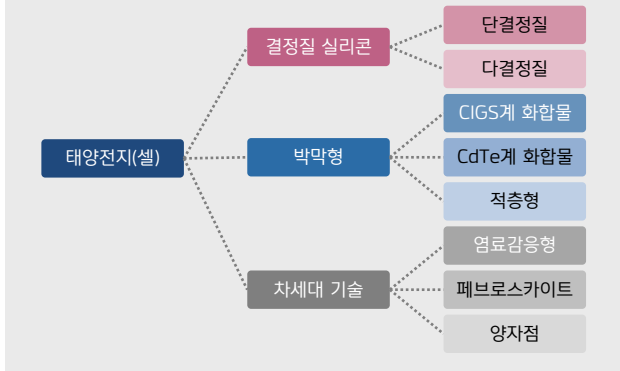 태양전지(셀)
결정질 실리콘
단결정질
다결정질
박막형
CIGS계 화합물
CdTe계 화합물
적층형
차세대 기술
염료감응형
페브로스카이트
양자점